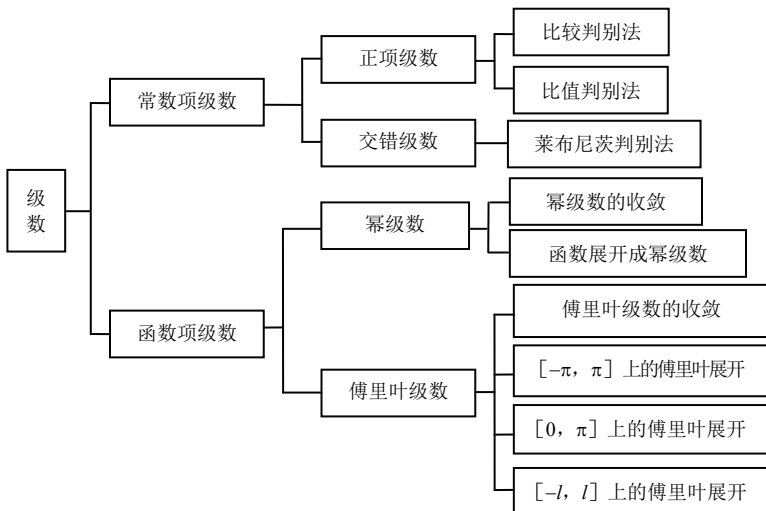 级
数
常数项级数
正项级数
比较判别法
比值判别法
交错级数
莱布尼茨判别法
函数项级数
幂级数
幂级数的收敛
函数展开成幂级数
傅里叶级数
傅里叶级数的收敛
［−π，π］上的傅里叶展开
［0，π］上的傅里叶展开
［−l，l］上的傅里叶展开